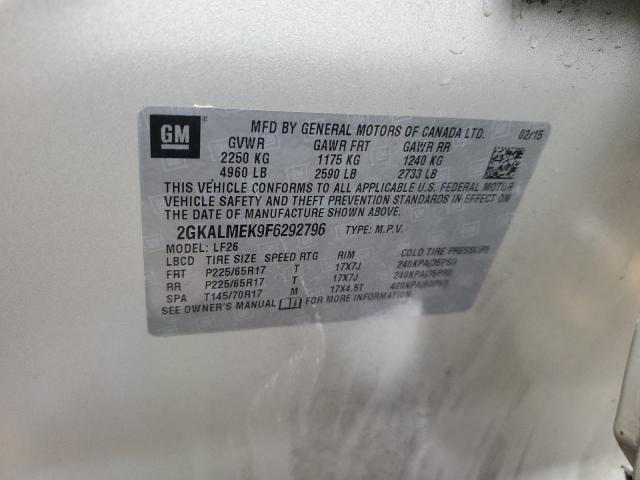 GM
MFD BY GENERAL MOTORS OF CANADA LTD. 02/15
GVWR GAWR FRT GAWR RR
2250 KG 1175 KG 1240 KG
4960 LB 2590 LB 2733 LB
THIS VEHICLE CONFORMS TO ALL APPLICABLE U.S. FEDERAL MOTOR
VEHICLE SAFETY AND THEFT PREVENTION STANDARDS IN EFFECT ON
THE DATE OF MANUFACTURE SHOWN ABOVE.
2GKALMEK9F6292796 TYPE: M.P.V.
MODEL: LF26
LBCD TIRE SIZE SPEED RTG RIM COLD TIRE PRESSURE
FRT P225/65R17 T 17X7J 240KPA(35PSI)
RR P225/65R17 T 17X7J 240KPA(35PSI)
SPA T145/70R17 M 17X4.5T 420KPA(60PSI)
SEE OWNER'S MANUAL FOR MORE INFORMATION.